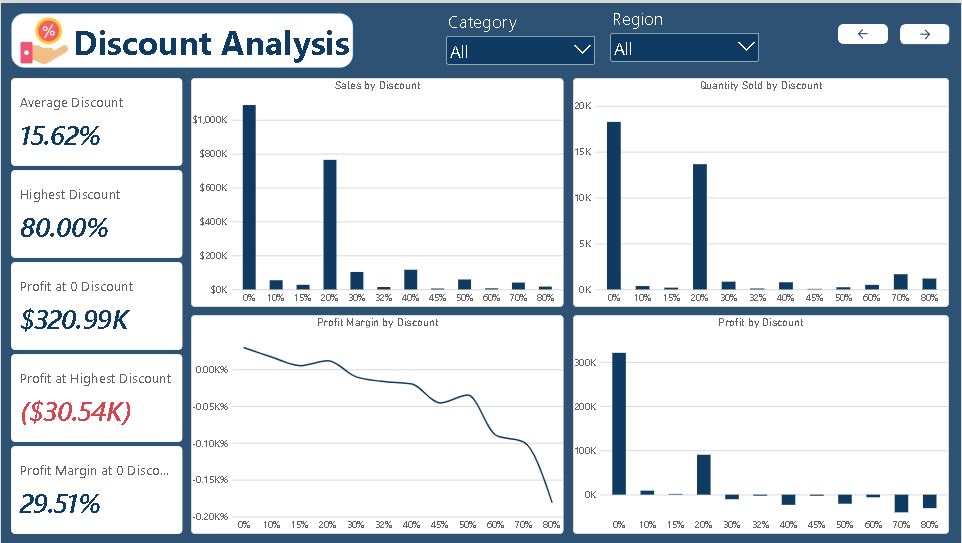 Discount Analysis
Category
All
Region
All
Average Discount
15.62%
Highest Discount
80.00%
Profit at 0 Discount
$320.99K
Profit at Highest Discount
($30.54K)
Profit Margin at 0 Disco...
29.51%
Sales by Discount
$1,000K
$800K
$600K
$400K
$200K
$0K
0% 10% 15% 20% 30% 32% 40% 45% 50% 60% 70% 80%
Quantity Sold by Discount
20K
15K
10K
5K
0K
0% 10% 15% 20% 30% 32% 40% 45% 50% 60% 70% 80%
Profit Margin by Discount
0.00K%
-0.05K%
-0.10K%
-0.15K%
-0.20K%
0% 10% 15% 20% 30% 32% 40% 45% 50% 60% 70% 80%
Profit by Discount
300K
200K
100K
0K
0% 10% 15% 20% 30% 32% 40% 45% 50% 60% 70% 80%